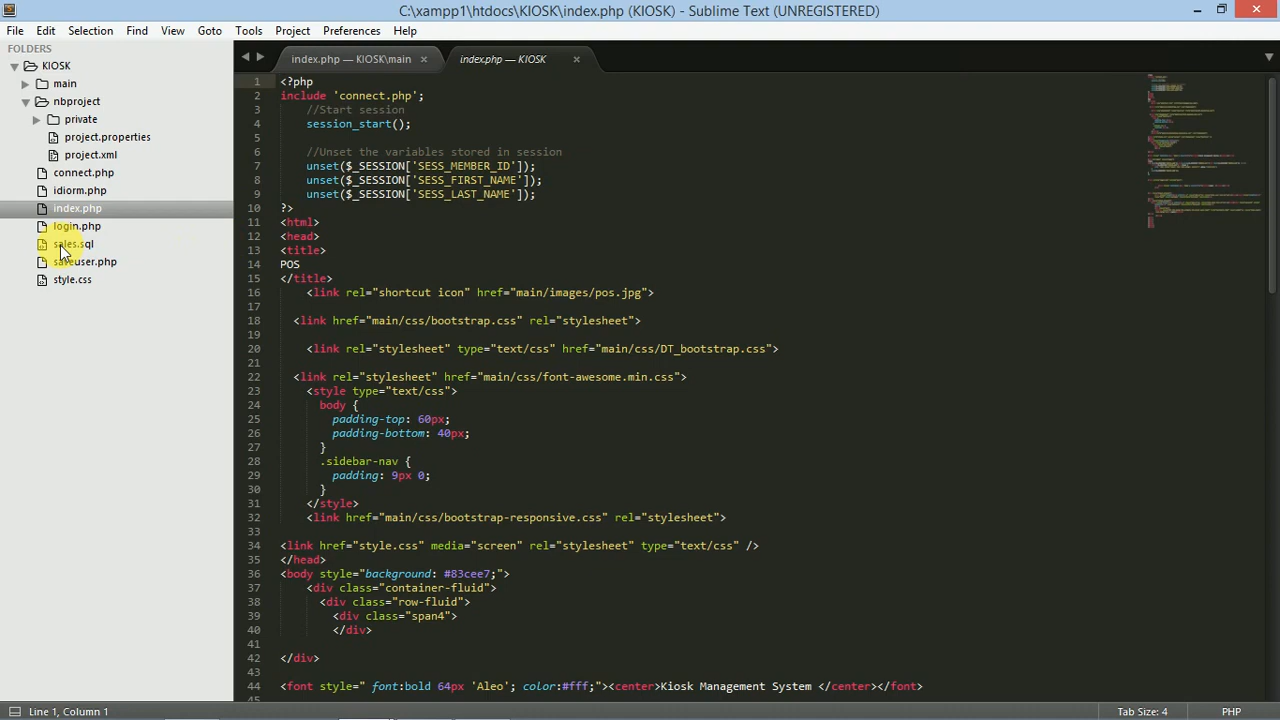 C:\xampp1\htdocs\KIOSK\index.php (KIOSK) - Sublime Text (UNREGISTERED)
File Edit Selection Find View Goto Tools Project Preferences Help
FOLDERS
KIOSK
main
nbproject
private
project.properties
project.xml
connect.php
idiorm.php
index.php
login.php
sales.sql
saveuser.php
style.css
index.php — KIOSK\main
index.php — KIOSK
1 <?php
2 include 'connect.php';
3 //Start session
4 session_start();
5
6 //Unset the variables stored in session
7 unset($_SESSION['SESS_MEMBER_ID']);
8 unset($_SESSION['SESS_FIRST_NAME']);
9 unset($_SESSION['SESS_LAST_NAME']);
10 ?>
11 <html>
12 <head>
13 <title>
14 POS
15 </title>
16 <link rel="shortcut icon" href="main/images/pos.jpg">
17
18 <link href="main/css/bootstrap.css" rel="stylesheet">
19
20 <link rel="stylesheet" type="text/css" href="main/css/DT_bootstrap.css">
21
22 <link rel="stylesheet" href="main/css/font-awesome.min.css">
23 <style type="text/css">
24 body {
25 padding-top: 60px;
26 padding-bottom: 40px;
27 }
28 .sidebar-nav {
29 padding: 9px 0;
30 }
31 </style>
32 <link href="main/css/bootstrap-responsive.css" rel="stylesheet">
33
34 <link href="style.css" media="screen" rel="stylesheet" type="text/css" />
35 </head>
36 <body style="background: #83cee7;">
37 <div class="container-fluid">
38 <div class="row-fluid">
39 <div class="span4">
40 </div>
41
42 </div>
43
44 <font style=" font:bold 64px 'Aleo'; color:#fff;"><center>Kiosk Management System </center></font>
Line 1, Column 1
Tab Size: 4
PHP